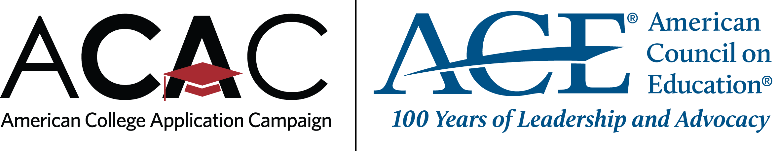 ACAC
American College Application Campaign
ACE®
American
Council on
Education®
100 Years of Leadership and Advocacy